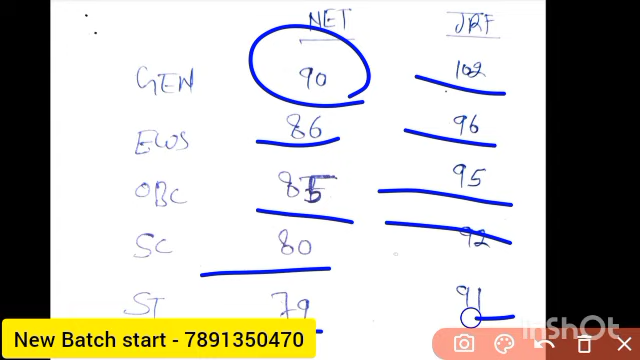 NET JRF
GEN 90 102
EWS 86 96
OBC 85 95
SC 80 92
ST 79 91
New Batch start - 7891350470
InShOt